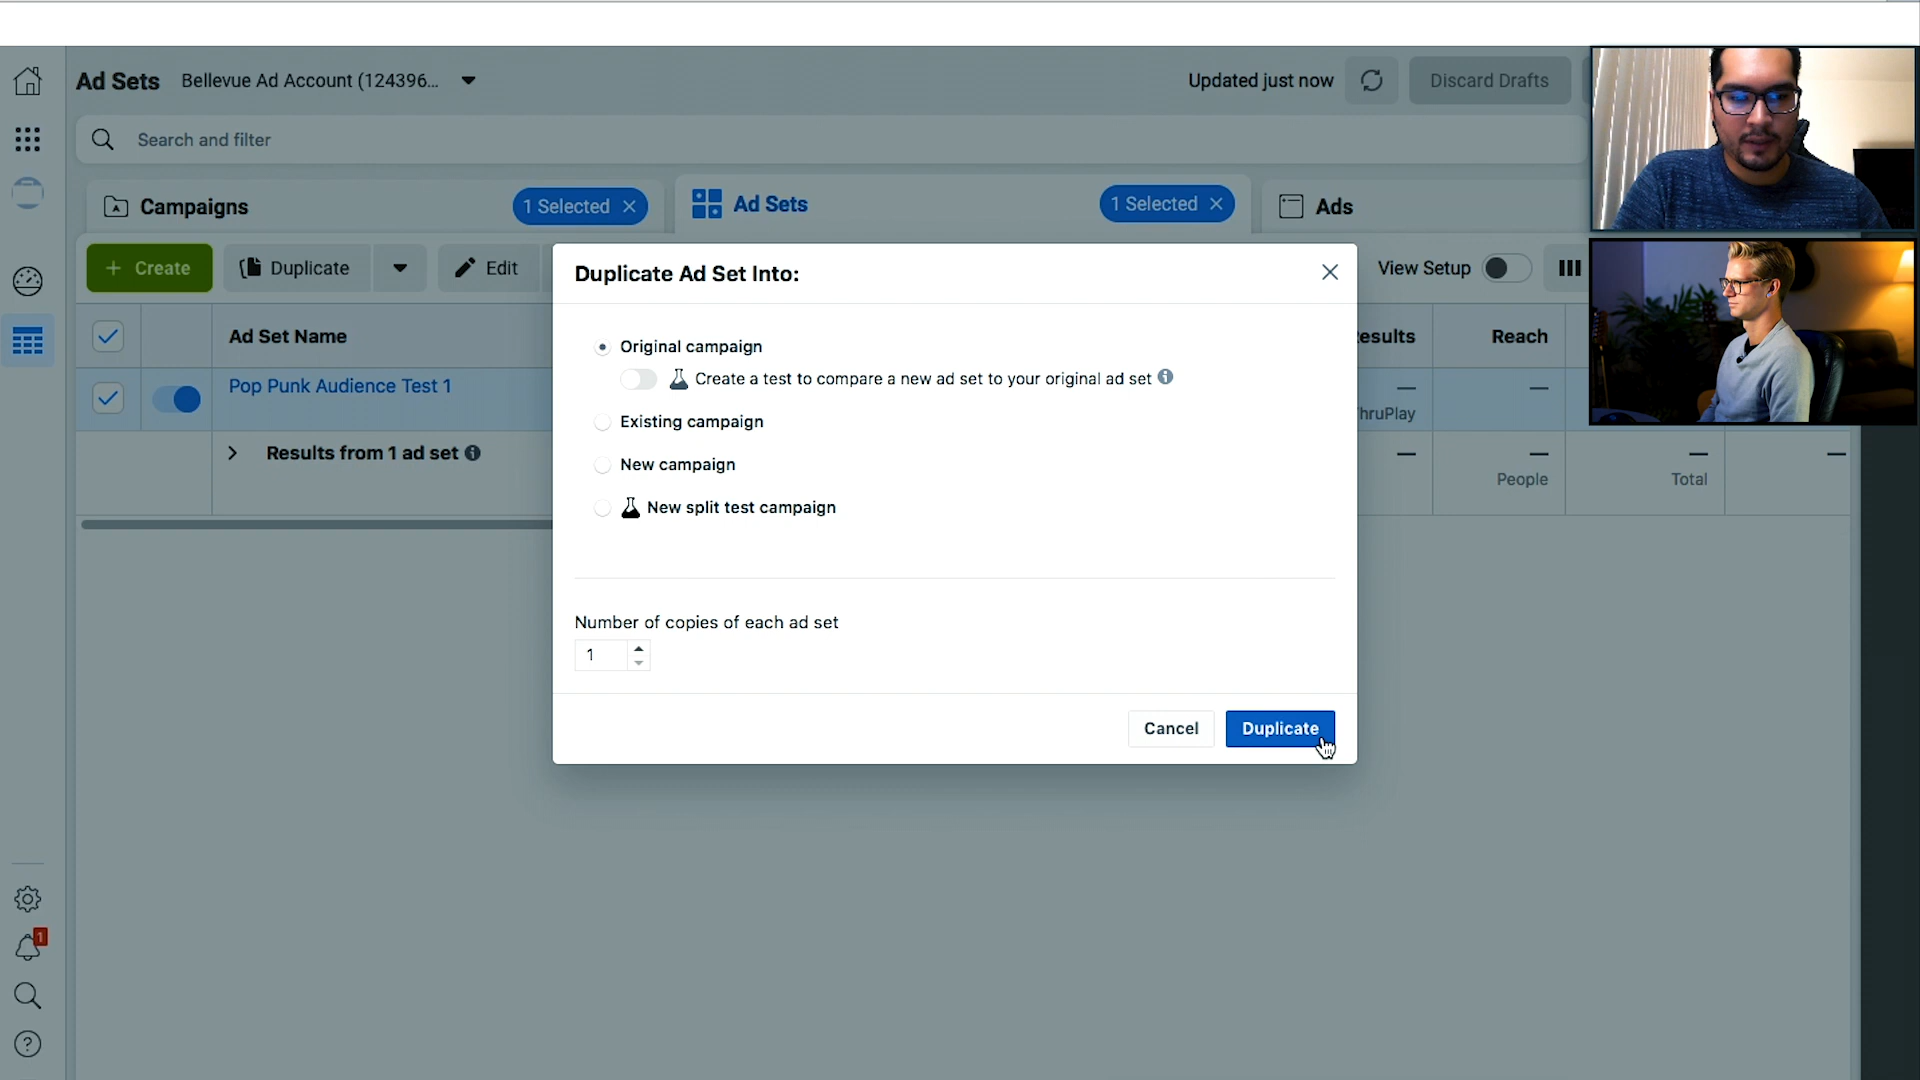 Ad Sets Bellevue Ad Account (124396...
Updated just now Discard Drafts
Search and filter
Campaigns 1 Selected Ad Sets 1 Selected Ads
+ Create Duplicate Edit View Setup
Duplicate Ad Set Into:
Original campaign
Create a test to compare a new ad set to your original ad set
Existing campaign
New campaign
New split test campaign
Number of copies of each ad set
1
Cancel Duplicate
Ad Set Name Reach
Pop Punk Audience Test 1 — —
— — — —
Results from 1 ad set People Total
1